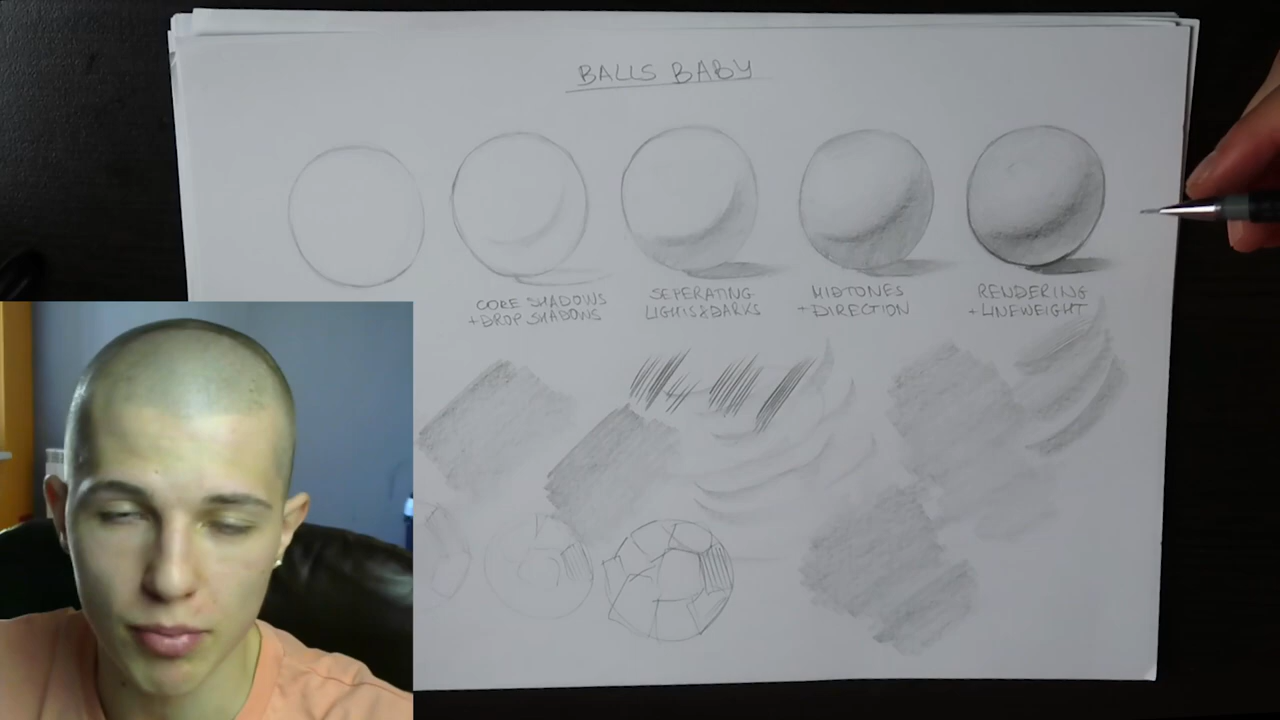 BALLS BABY
CORE SHADOWS
+DROP SHADOWS
SEPERATING
LIGHTS&DARKS
MIDTONES
+DIRECTION
RENDERING
+LINEWEIGHT